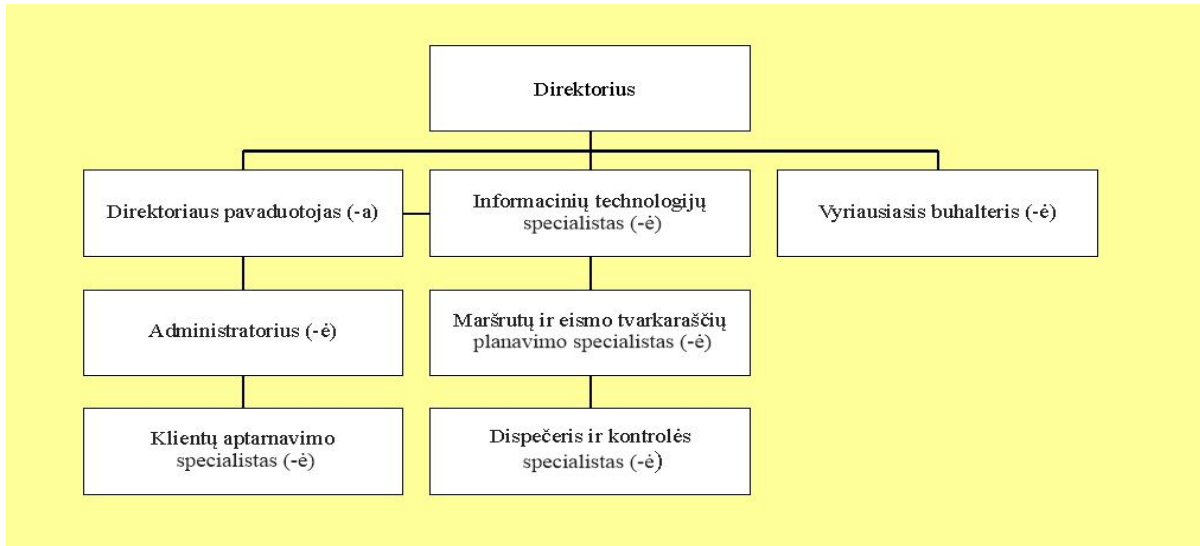 Direktorius
Direktoriaus pavaduotojas (-a)
Informacinių technologijų
specialistas (-ė)
Vyriausiasis buhalteris (-ė)
Administratorius (-ė)
Maršrutų ir eismo tvarkaraščių
planavimo specialistas (-ė)
Klientų aptarnavimo
specialistas (-ė)
Dispečeris ir kontrolės
specialistas (-ė)